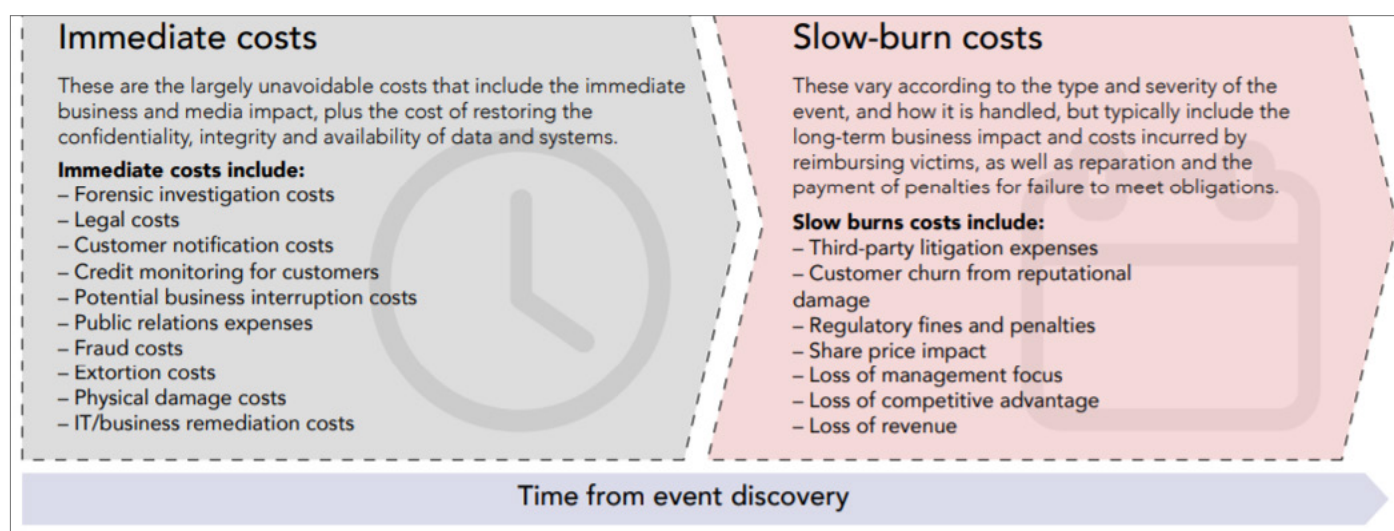 Immediate costs
These are the largely unavoidable costs that include the immediate
business and media impact, plus the cost of restoring the
confidentiality, integrity and availability of data and systems.
Immediate costs include:
– Forensic investigation costs
– Legal costs
– Customer notification costs
– Credit monitoring for customers
– Potential business interruption costs
– Public relations expenses
– Fraud costs
– Extortion costs
– Physical damage costs
– IT/business remediation costs
Slow-burn costs
These vary according to the type and severity of the
event, and how it is handled, but typically include the
long-term business impact and costs incurred by
reimbursing victims, as well as reparation and the
payment of penalties for failure to meet obligations.
Slow burns costs include:
– Third-party litigation expenses
– Customer churn from reputational
damage
– Regulatory fines and penalties
– Share price impact
– Loss of management focus
– Loss of competitive advantage
– Loss of revenue
Time from event discovery